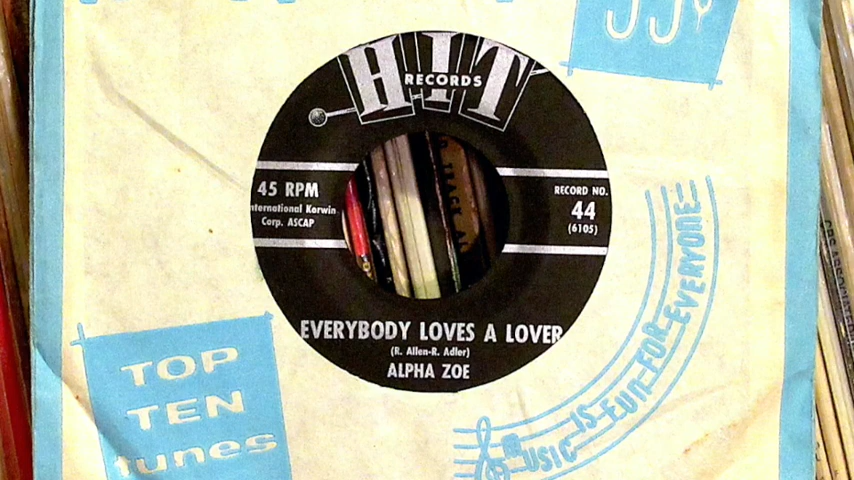 HIT
RECORDS
45 RPM
International Korwin
Corp. ASCAP
RECORD NO.
44
(6105)
EVERYBODY LOVES A LOVER
(R. Allen-R. Adler)
ALPHA ZOE
TOP
TEN
tunes
MUSIC IS FUN FOR EVERYONE
TRACK